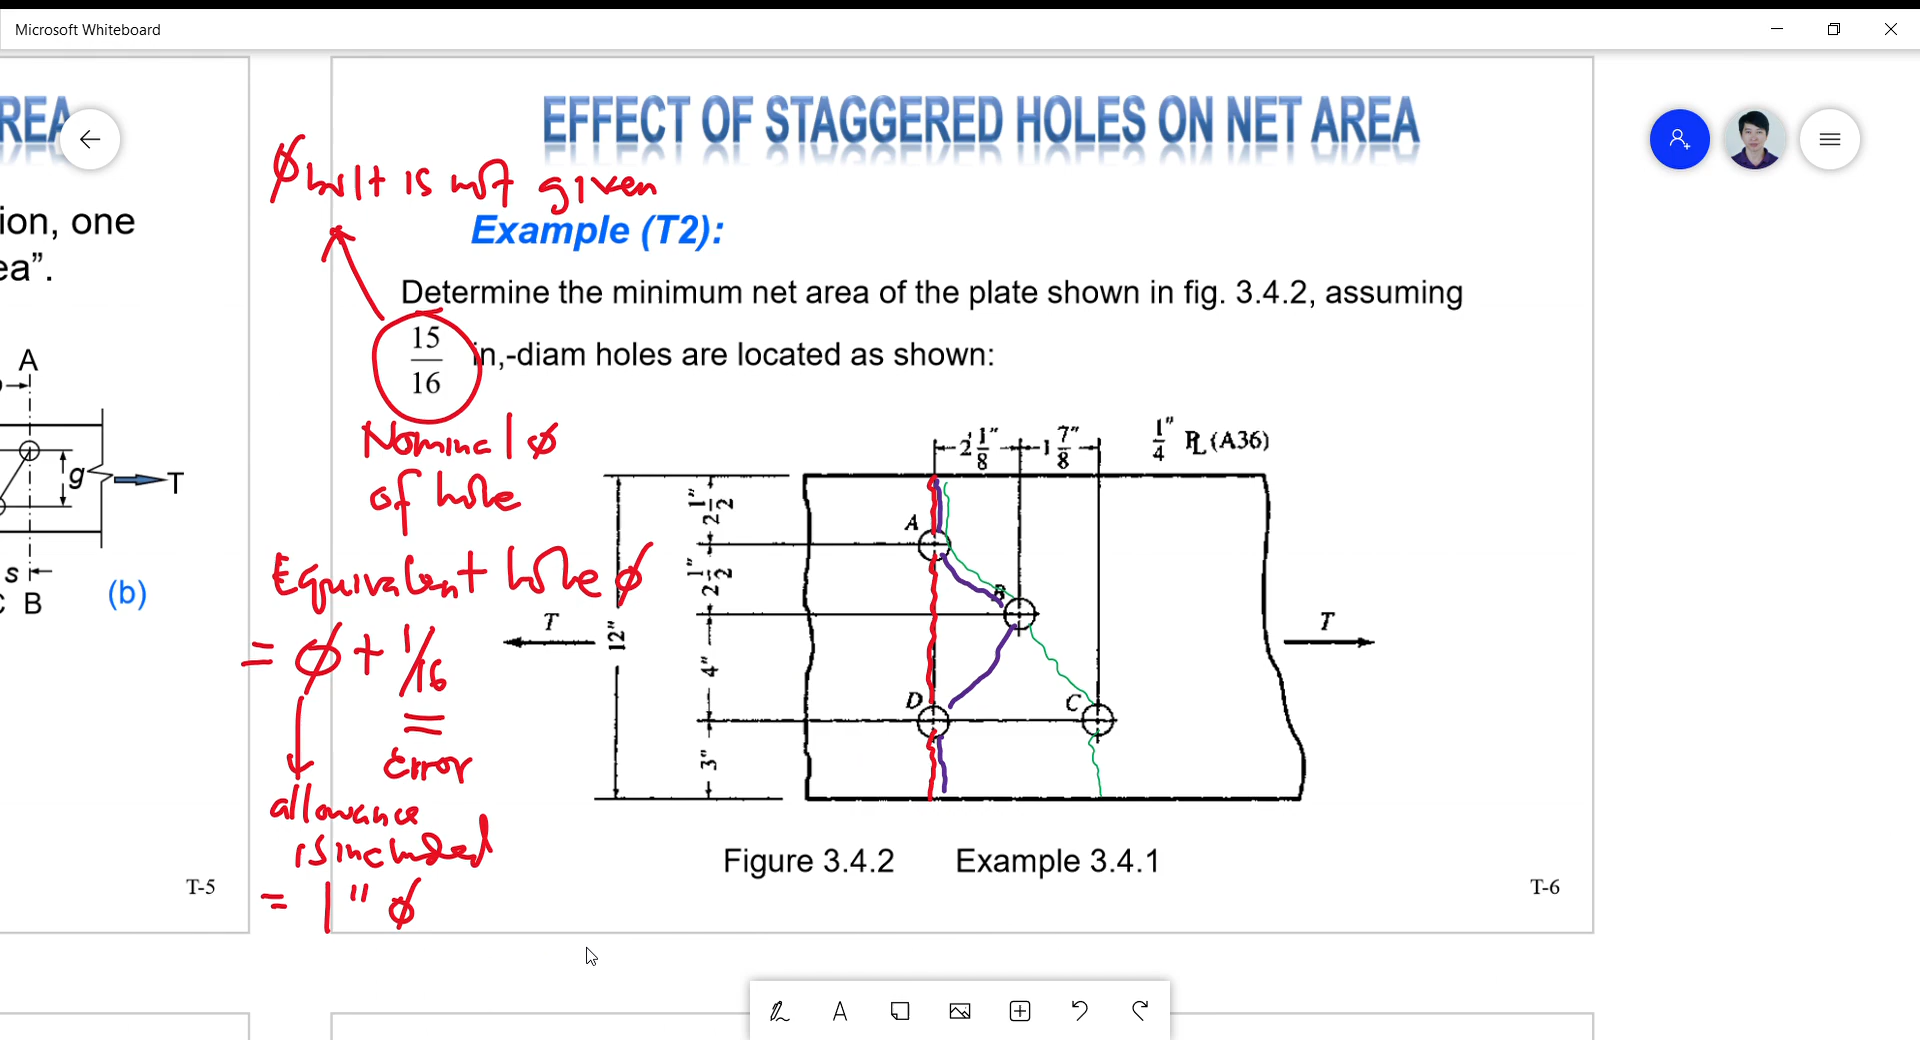 Microsoft Whiteboard
REA
EFFECT OF STAGGERED HOLES ON NET AREA
ø bolt is not given
Example (T2):
ion, one
ea”.
Determine the minimum net area of the plate shown in fig. 3.4.2, assuming
15/16 in,-diam holes are located as shown:
Nominal ø
of hole
Equivalent hole ø
= ø + 1/16
error
allowance
is included
= 1" ø
A
g
T
s
C B
(b)
T-5
2 1/8"
1 7/8"
1/4" PL (A36)
2 1/2"
2 1/2"
4"
3"
12"
A
B
C
D
T
T
Figure 3.4.2 Example 3.4.1
T-6